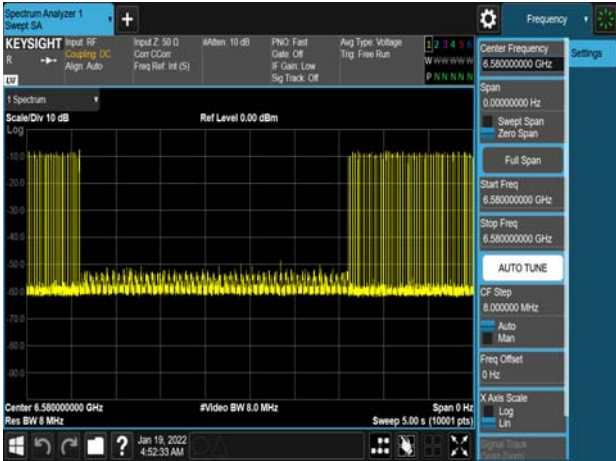 Spectrum Analyzer 1
Swept SA
Frequency
KEYSIGHT
R
Input: RF
Coupling: DC
Align: Auto
Input Z: 50 Ω
Corr CCorr
Freq Ref: Int (S)
#Atten: 10 dB
PNO: Fast
Gate: Off
IF Gain: Low
Sig Track: Off
Avg Type: Voltage
Trig: Free Run
1 2 3 4 5 6
W W W W W W
P N N N N N
Center Frequency
6.580000000 GHz
Settings
Span
0.00000000 Hz
Swept Span
Zero Span
Full Span
Start Freq
6.580000000 GHz
Stop Freq
6.580000000 GHz
AUTO TUNE
CF Step
8.000000 MHz
Auto
Man
Freq Offset
0 Hz
X Axis Scale
Log
Lin
Signal Track
(Span Zoom)
1 Spectrum
Scale/Div 10 dB
Ref Level 0.00 dBm
Log
-10.0
-20.0
-30.0
-40.0
-50.0
-60.0
-70.0
-80.0
-90.0
Center 6.580000000 GHz
#Video BW 8.0 MHz
Span 0 Hz
Res BW 8 MHz
Sweep 5.00 s (10001 pts)
?
Jan 19, 2022
4:52:33 AM